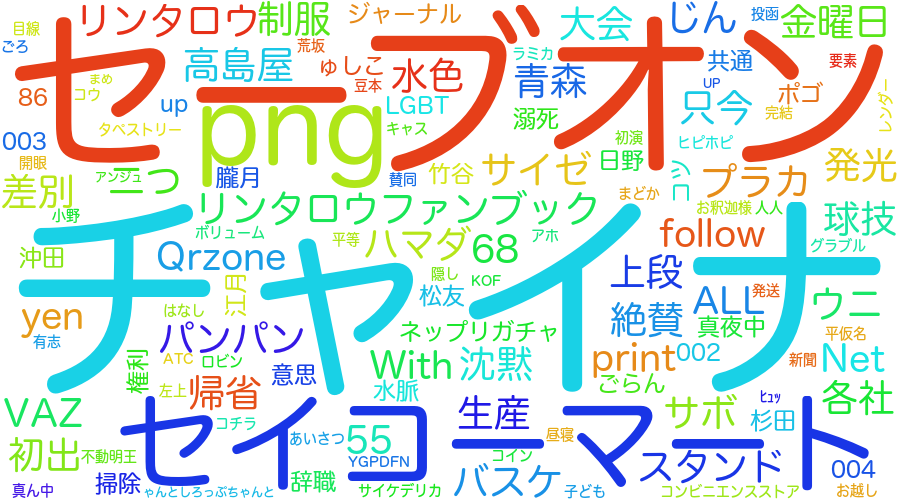 リンタロウ 制服 ジャーナル 大会 じん 投函 金曜日
目線 ごろ セーブオン 高島屋 荒坂 ゆしこ 豆本 水色 ラミカ 青森 共通 要素
まめ コウ 86 up png LGBT キャス 溺死 UP 只今 ポゴ 完結 レンダー
003 タペストリー 開眼 アンジュ 三つ 朧月 賛同 竹谷 サイゼ 初演 日野 ヒピホピ コツ プラカ 発光
差別 小野 リンタロウファンブック まどか お釈迦様 人人 球技
ボリューム 平等 ハマダ 68 アホ follow グラブル
沖田 Qrzone チャイナ 隠し KOF 松友 上段 ALL 発送 ウニ
yen 有志 はなし 江月 パンパン ネップリガチャ 絶賛 真夜中 平仮名
ATC ロビン 権利 左上 帰省 意思 With 沈黙 print 002 新聞 Net
水脈 ごらん 各社
VAZ コチラ セイコーマート 生産 サボ ﾋｭｯ 杉田
初出 不動明王 あいさつ 55 YGPDFN 昼寝 コイン スタンド 004
真ん中 掃除 ゃんとしろっぷちゃんと 辞職 サイケデリカ バスケ 子ども コンビニエンスストア お越し